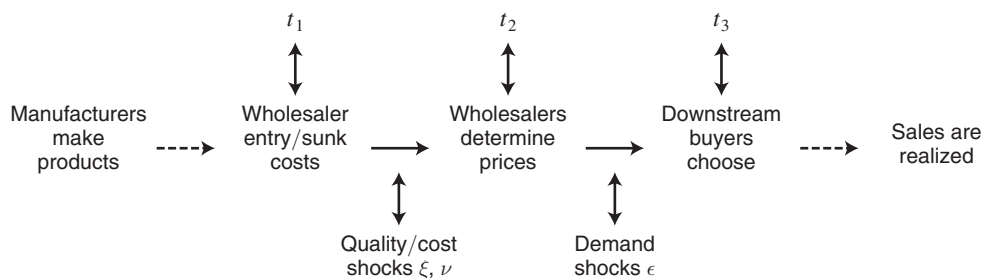 t1
t2
t3
Manufacturers
make
products
Wholesaler
entry/sunk
costs
Wholesalers
determine
prices
Downstream
buyers
choose
Sales are
realized
Quality/cost
shocks ξ, ν
Demand
shocks ϵ